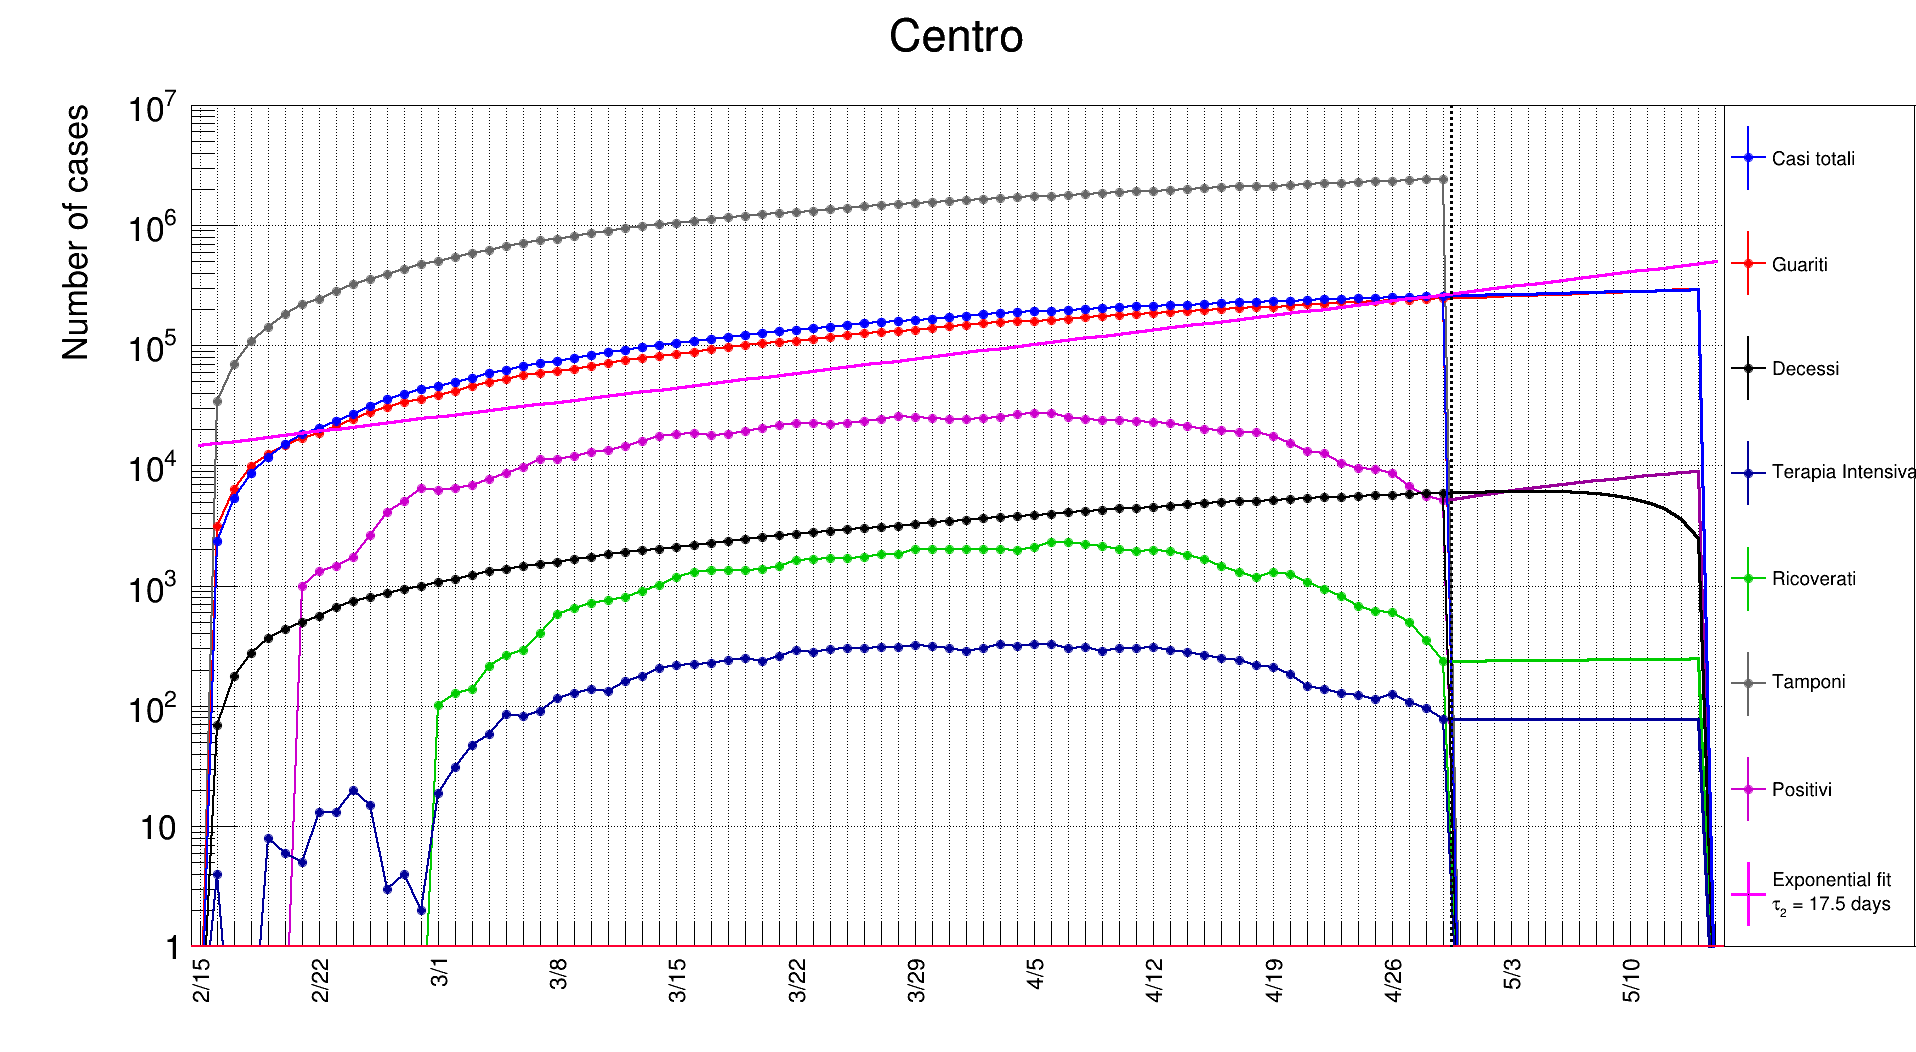 Centro
Number of cases
10^7
10^6
10^5
10^4
10^3
10^2
10
1
2/15
2/22
3/1
3/8
3/15
3/22
3/29
4/5
4/12
4/19
4/26
5/3
5/10
Casi totali
Guariti
Decessi
Terapia Intensiva
Ricoverati
Tamponi
Positivi
Exponential fit
τ₂ = 17.5 days